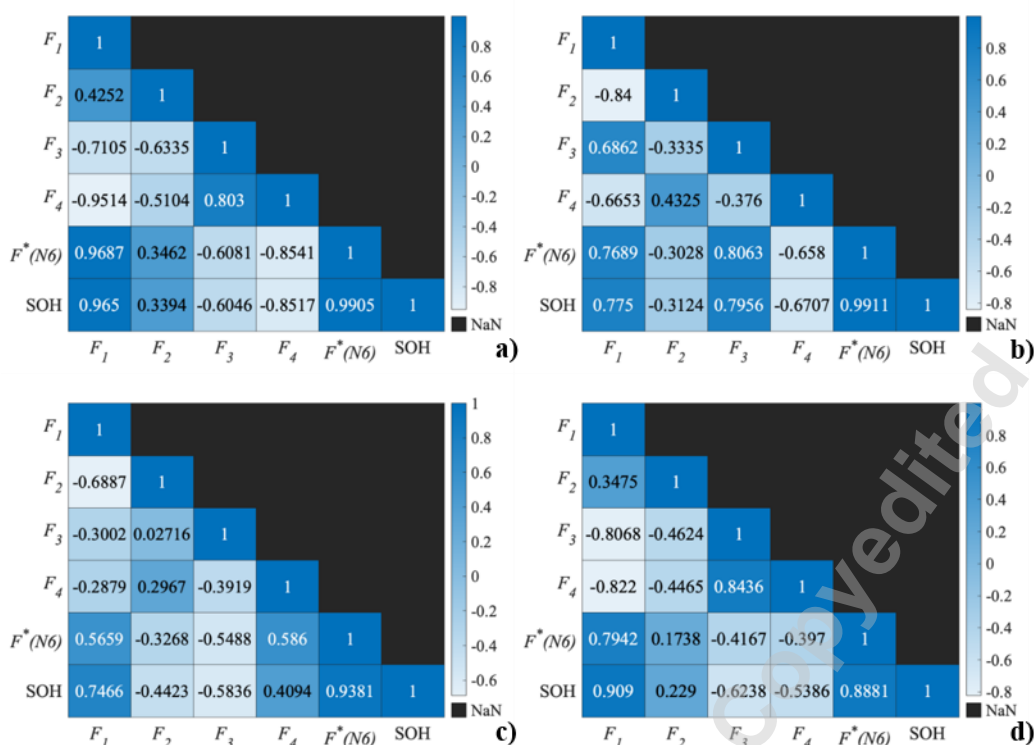 F1 1 0.8
F2 0.4252 1 0.6
0.4
F3 -0.7105 -0.6335 1 0.2
0
F4 -0.9514 -0.5104 0.803 1 -0.2
-0.4
F*(N6) 0.9687 0.3462 -0.6081 -0.8541 1 -0.6
SOH 0.965 0.3394 -0.6046 -0.8517 0.9905 1 -0.8
NaN
F1 F2 F3 F4 F*(N6) SOH a)
F1 1 0.8
F2 -0.84 1 0.6
0.4
F3 0.6862 -0.3335 1 0.2
0
F4 -0.6653 0.4325 -0.376 1 -0.2
-0.4
F*(N6) 0.7689 -0.3028 0.8063 -0.658 1 -0.6
SOH 0.775 -0.3124 0.7956 -0.6707 0.9911 1 -0.8
NaN
F1 F2 F3 F4 F*(N6) SOH b)
1
F1 1 0.8
F2 -0.6887 1 0.6
0.4
F3 -0.3002 0.02716 1 0.2
0
F4 -0.2879 0.2967 -0.3919 1 -0.2
F*(N6) 0.5659 -0.3268 -0.5488 0.586 1 -0.4
SOH 0.7466 -0.4423 -0.5836 0.4094 0.9381 1 -0.6
NaN
F1 F2 F3 F4 F*(N6) SOH c)
F1 1 0.8
F2 0.3475 1 0.6
0.4
F3 -0.8068 -0.4624 1 0.2
0
F4 -0.822 -0.4465 0.8436 1 -0.2
F*(N6) 0.7942 0.1738 -0.4167 -0.397 1 -0.4
-0.6
SOH 0.909 0.229 -0.6238 -0.5386 0.8881 1 -0.8
NaN
F1 F2 F3 F4 F*(N6) SOH d)
Copyedited